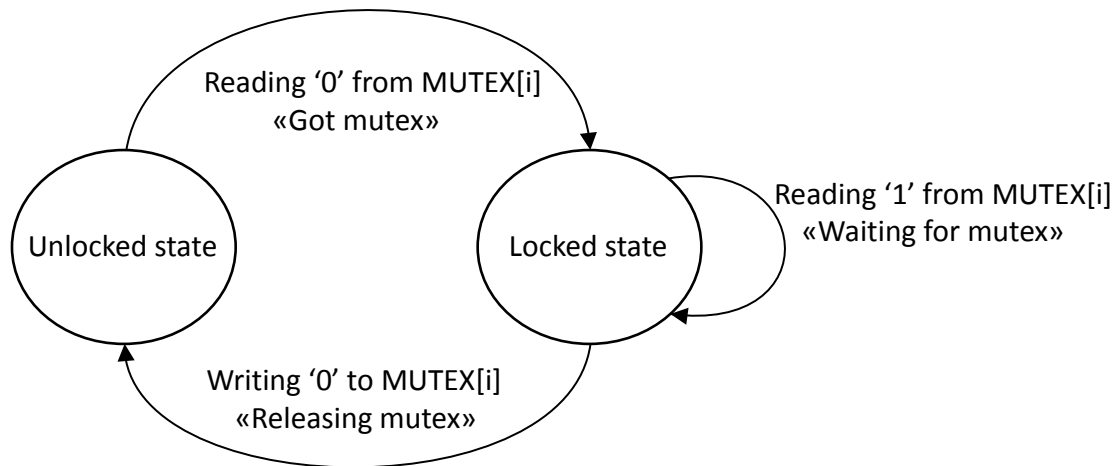 Reading ‘0’ from MUTEX[i]
«Got mutex»
Unlocked state
Locked state
Reading ‘1’ from MUTEX[i]
«Waiting for mutex»
Writing ‘0’ to MUTEX[i]
«Releasing mutex»